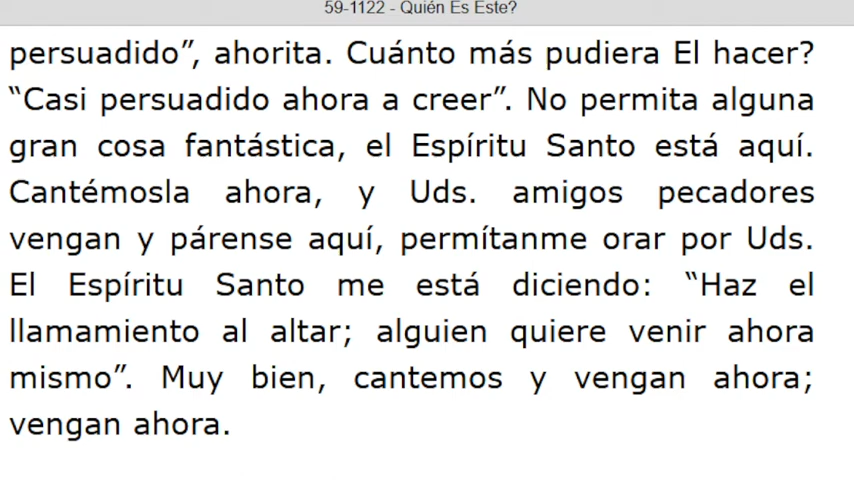 59-1122 - Quién Es Este?
persuadido”, ahorita. Cuánto más pudiera El hacer?
“Casi persuadido ahora a creer”. No permita alguna
gran cosa fantástica, el Espíritu Santo está aquí.
Cantémosla ahora, y Uds. amigos pecadores
vengan y párense aquí, permítanme orar por Uds.
El Espíritu Santo me está diciendo: “Haz el
llamamiento al altar; alguien quiere venir ahora
mismo”. Muy bien, cantemos y vengan ahora;
vengan ahora.